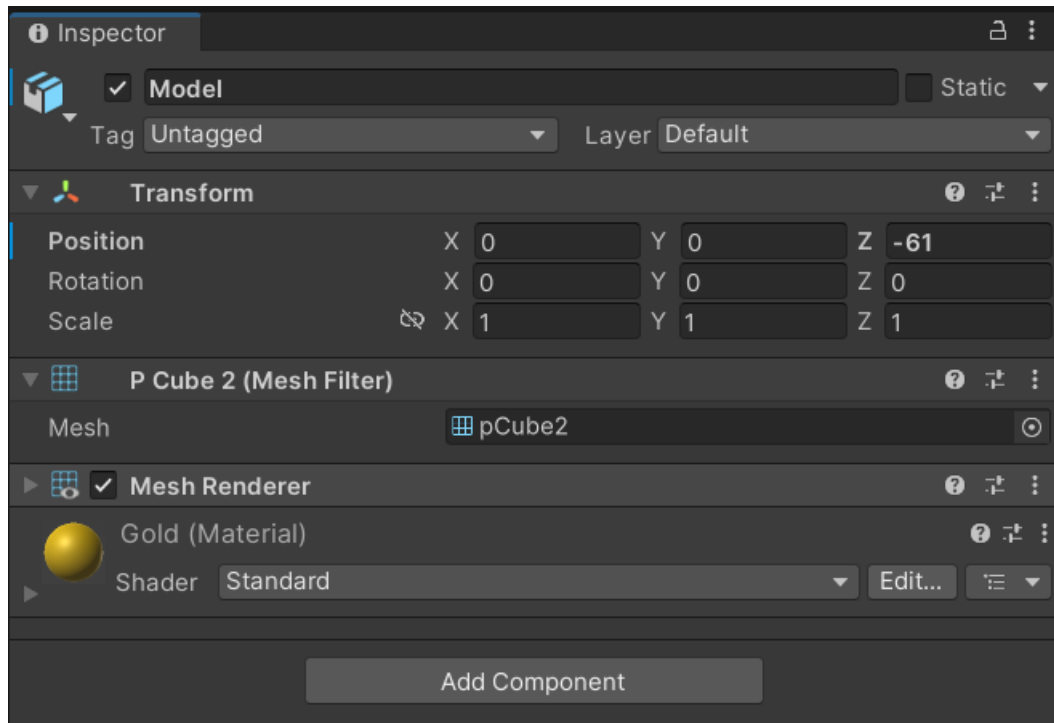 Inspector
Model Static
Tag Untagged Layer Default
Transform
Position X 0 Y 0 Z -61
Rotation X 0 Y 0 Z 0
Scale X 1 Y 1 Z 1
P Cube 2 (Mesh Filter)
Mesh pCube2
Mesh Renderer
Gold (Material)
Shader Standard Edit...
Add Component